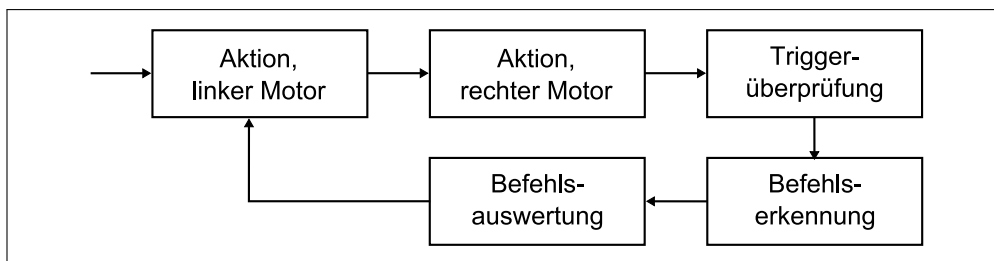 Aktion,
linker Motor
Aktion,
rechter Motor
Trigger-
überprüfung
Befehls-
auswertung
Befehls-
erkennung